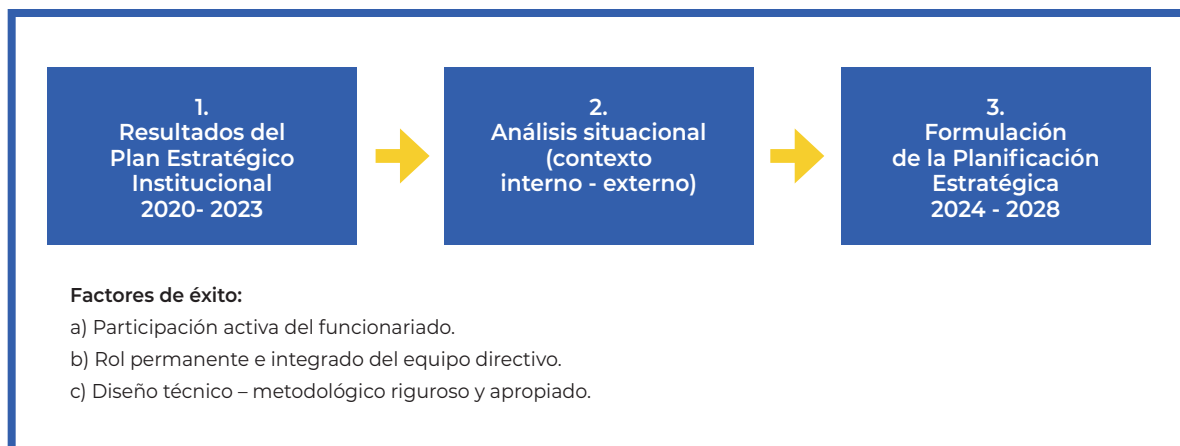 1.
Resultados del
Plan Estratégico
Institucional
2020- 2023
2.
Análisis situacional
(contexto
interno - externo)
3.
Formulación
de la Planificación
Estratégica
2024 - 2028
Factores de éxito:
a) Participación activa del funcionariado.
b) Rol permanente e integrado del equipo directivo.
c) Diseño técnico – metodológico riguroso y apropiado.